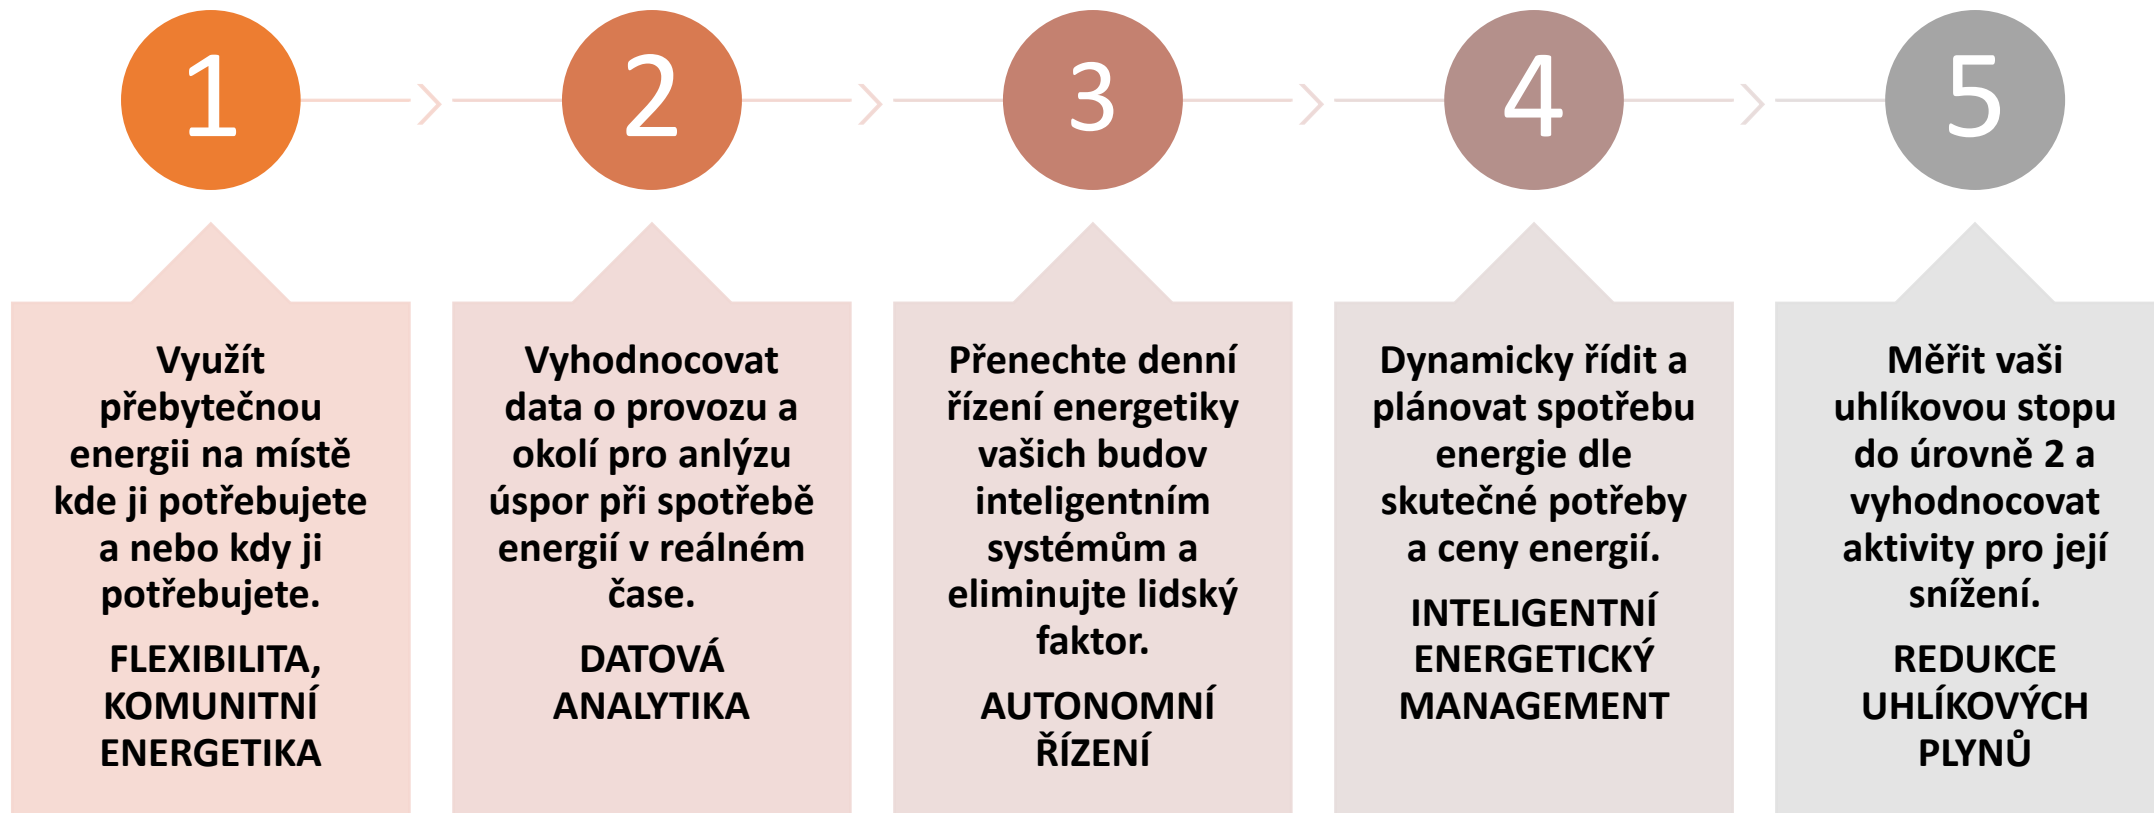 1
2
3
4
5
Využít
přebytečnou
energii na místě
kde ji potřebujete
a nebo kdy ji
potřebujete.
FLEXIBILITA,
KOMUNITNÍ
ENERGETIKA
Vyhodnocovat
data o provozu a
okolí pro anlýzu
úspor při spotřebě
energií v reálném
čase.
DATOVÁ
ANALYTIKA
Přenechte denní
řízení energetiky
vašich budov
inteligentním
systémům a
eliminujte lidský
faktor.
AUTONOMNÍ
ŘÍZENÍ
Dynamicky řídit a
plánovat spotřebu
energie dle
skutečné potřeby
a ceny energií.
INTELIGENTNÍ
ENERGETICKÝ
MANAGEMENT
Měřit vaši
uhlíkovou stopu
do úrovně 2 a
vyhodnocovat
aktivity pro její
snížení.
REDUKCE
UHLÍKOVÝCH
PLYNŮ